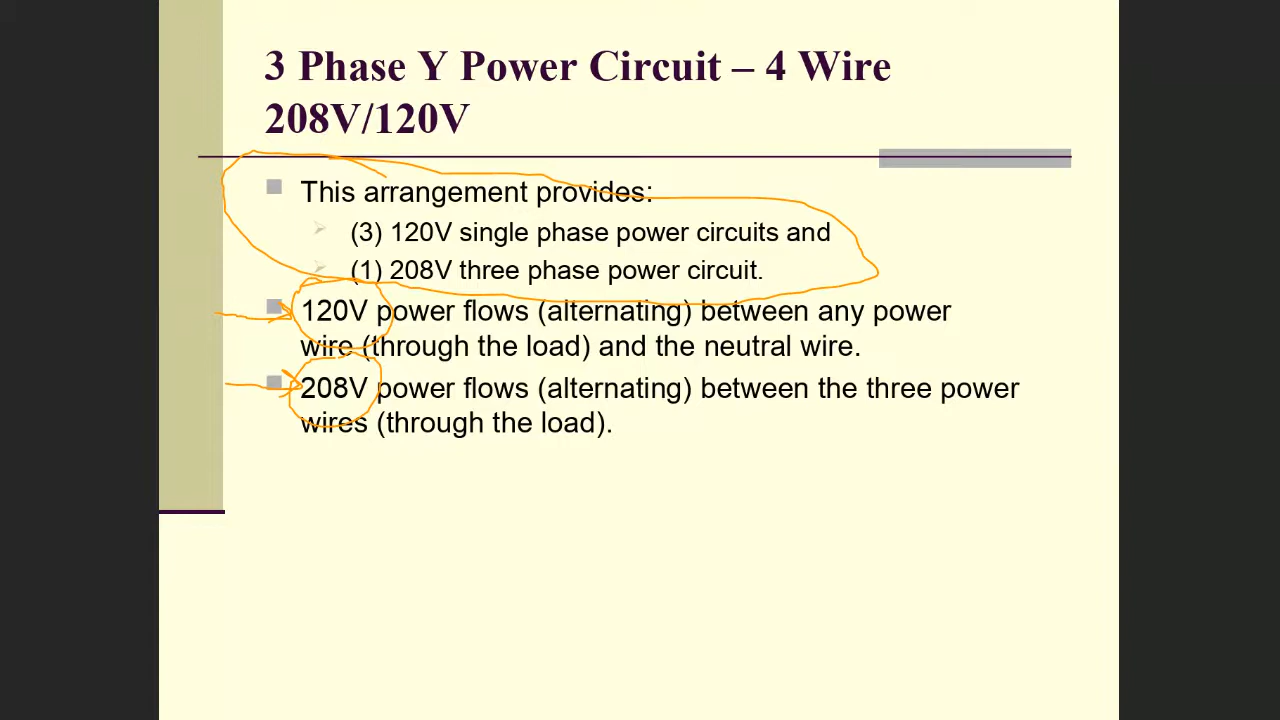 3 Phase Y Power Circuit – 4 Wire
208V/120V
This arrangement provides:
(3) 120V single phase power circuits and
(1) 208V three phase power circuit.
120V power flows (alternating) between any power
wire (through the load) and the neutral wire.
208V power flows (alternating) between the three power
wires (through the load).